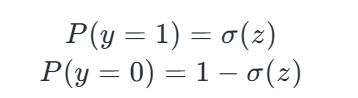 P(y = 1) = σ(z)
P(y = 0) = 1 − σ(z)